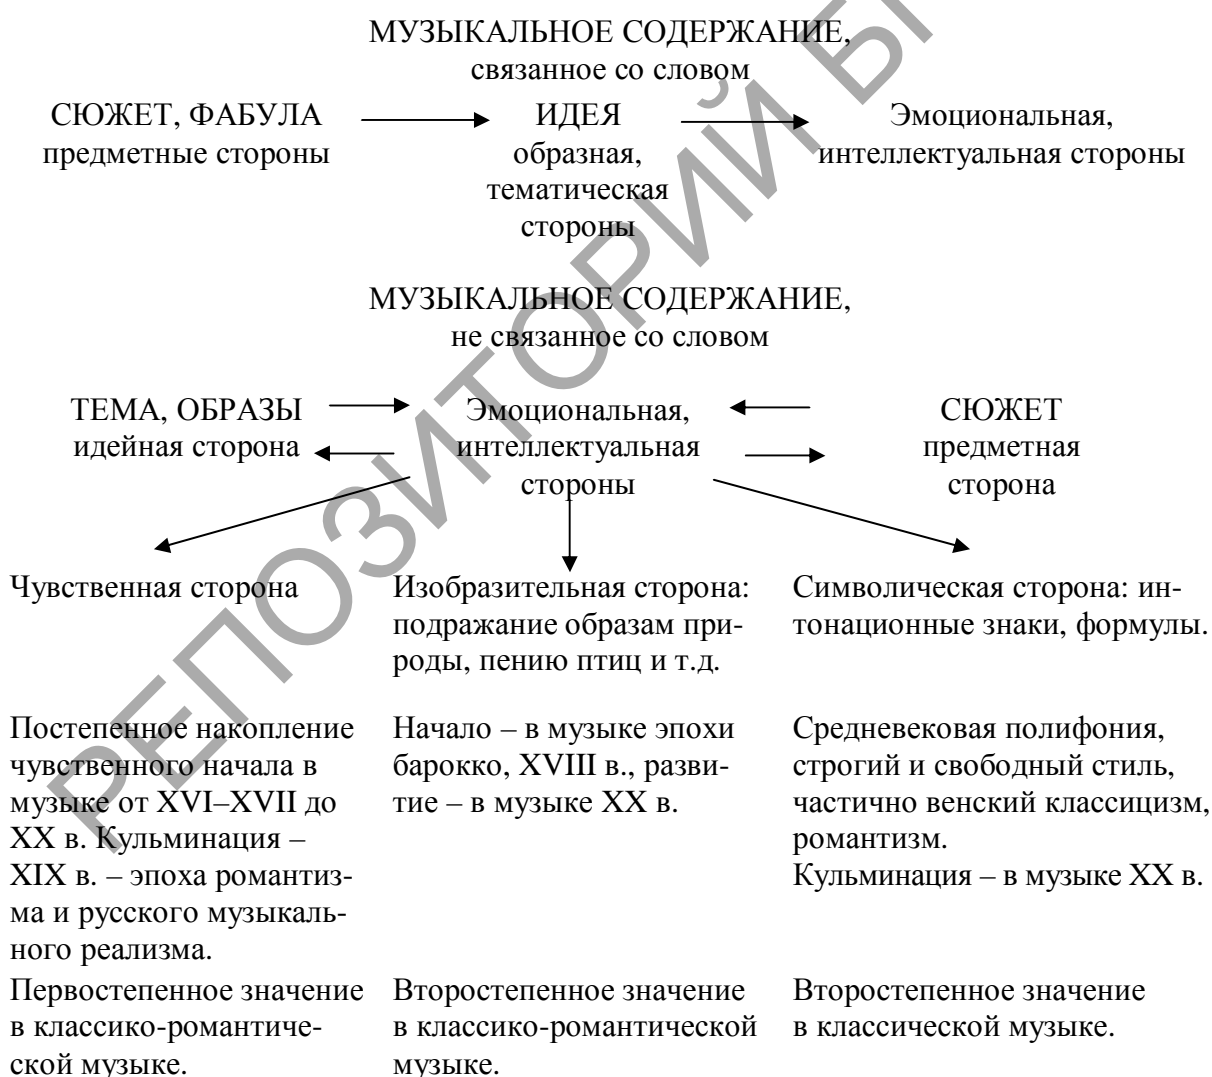 МУЗЫКАЛЬНОЕ СОДЕРЖАНИЕ,
связанное со словом
СЮЖЕТ, ФАБУЛА
предметные стороны
ИДЕЯ
образная,
тематическая
стороны
Эмоциональная,
интеллектуальная стороны
МУЗЫКАЛЬНОЕ СОДЕРЖАНИЕ,
не связанное со словом
ТЕМА, ОБРАЗЫ
идейная сторона
Эмоциональная,
интеллектуальная
стороны
СЮЖЕТ
предметная
сторона
Чувственная сторона
Изобразительная сторона:
подражание образам при-
роды, пению птиц и т.д.
Символическая сторона: ин-
тонационные знаки, формулы.
Постепенное накопление
чувственного начала в
музыке от XVI–XVII до
XX в. Кульминация –
XIX в. – эпоха романтиз-
ма и русского музыкаль-
ного реализма.
Начало – в музыке эпохи
барокко, XVIII в., разви-
тие – в музыке XX в.
Средневековая полифония,
строгий и свободный стиль,
частично венский классицизм,
романтизм.
Кульминация – в музыке XX в.
Первостепенное значение
в классико-романтиче-
ской музыке.
Второстепенное значение
в классико-романтической
музыке.
Второстепенное значение
в классической музыке.
РЕПОЗИТОРИЙ